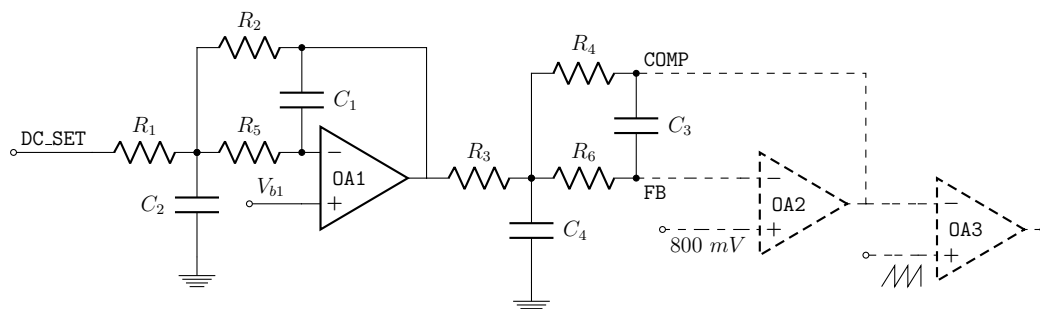 R2
R4
COMP
C1
C3
DC_SET
R1
R5
−
OA1
R3
R6
FB
−
Vb1
+
C2
C4
OA2
+
800 mV
−
OA3
+